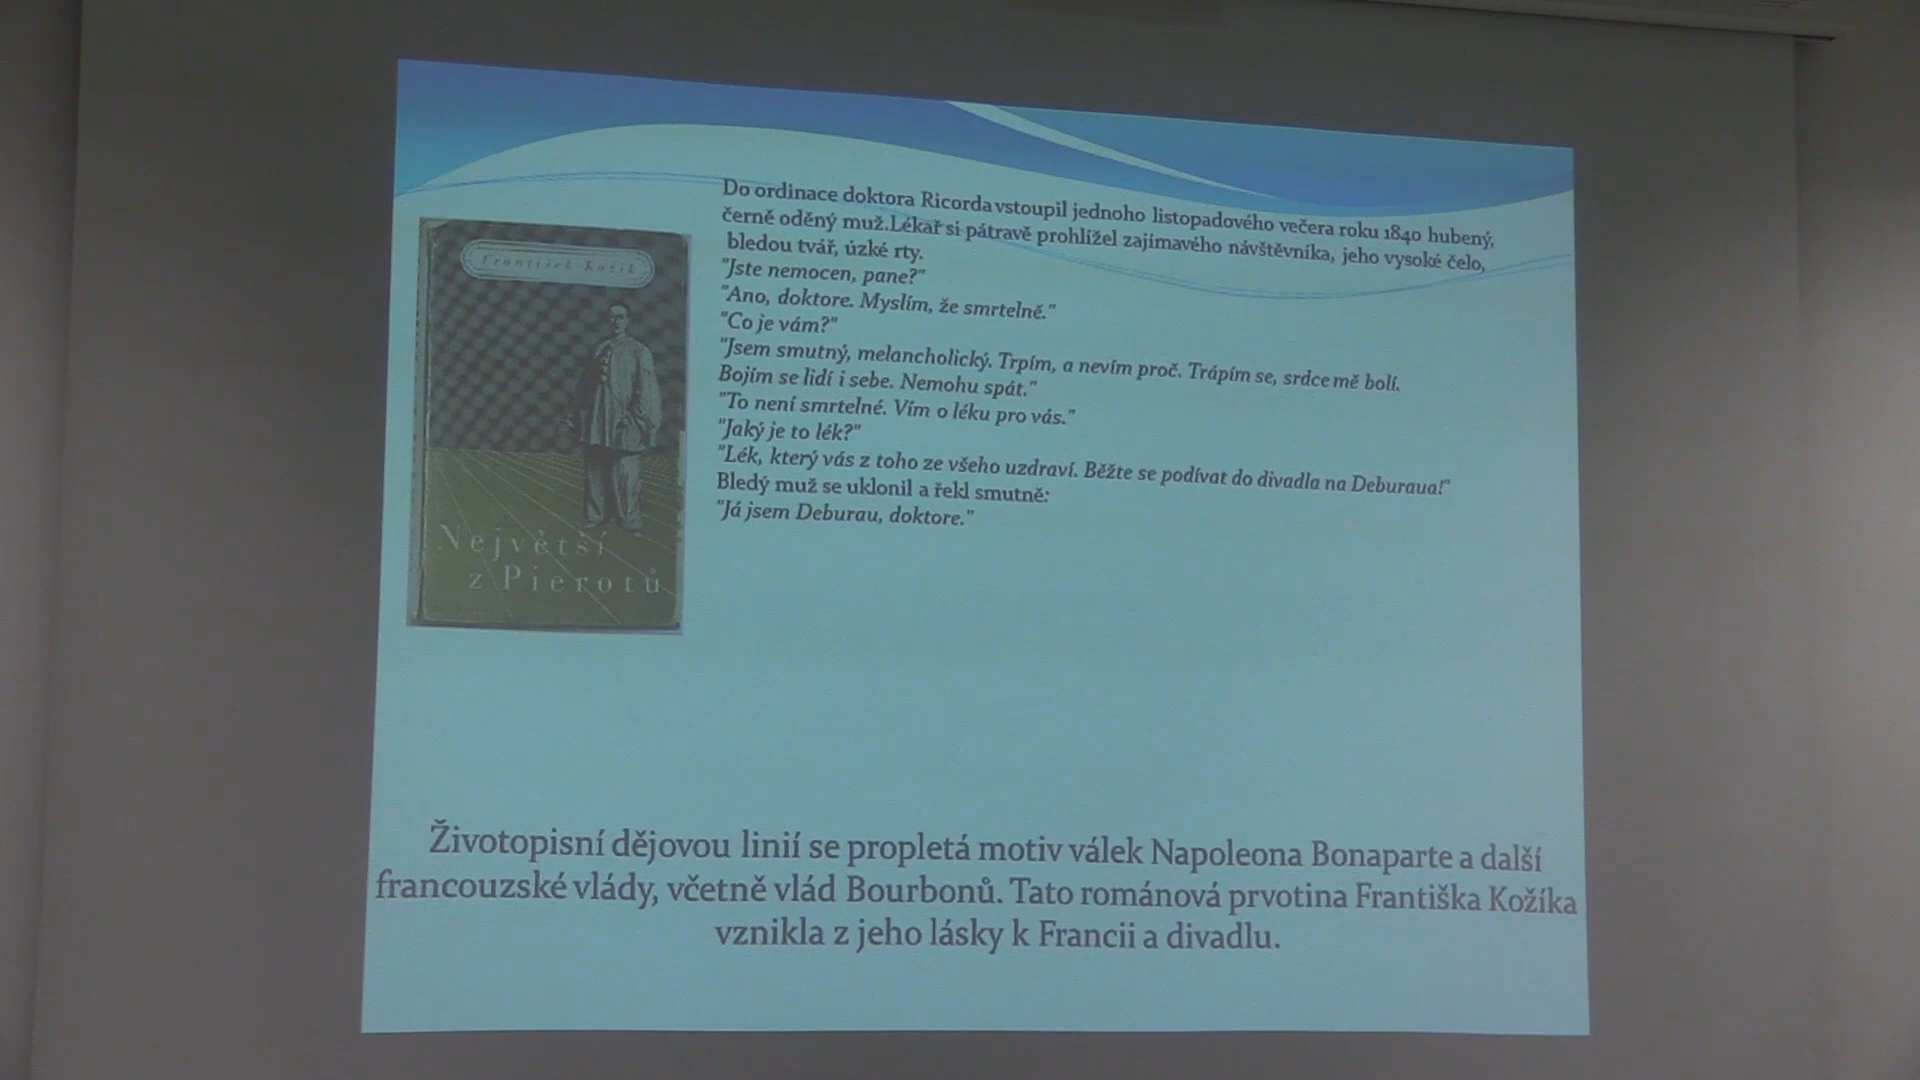 Do ordinace doktora Ricorda vstoupil jednoho listopadového večera roku 1840 hubený,
černě oděný muž.Lékař si pátravě prohlížel zajímavého návštěvníka, jeho vysoké čelo,
bledou tvář, úzké rty.
"Jste nemocen, pane?"
"Ano, doktore. Myslím, že smrtelně."
"Co je vám?"
"Jsem smutný, melancholický. Trpím, a nevím proč. Trápím se, srdce mě bolí.
Bojím se lidí i sebe. Nemohu spát."
"To není smrtelné. Vím o léku pro vás."
"Jaký je to lék?"
"Lék, který vás z toho ze všeho uzdraví. Běžte se podívat do divadla na Deburaua!"
Bledý muž se uklonil a řekl smutně:
"Já jsem Deburau, doktore."
František Kožík
Největší
z Pierotů
Životopisní dějovou linií se propletá motiv válek Napoleona Bonaparte a další
francouzské vlády, včetně vlád Bourbonů. Tato románová prvotina Františka Kožíka
vznikla z jeho lásky k Francii a divadlu.